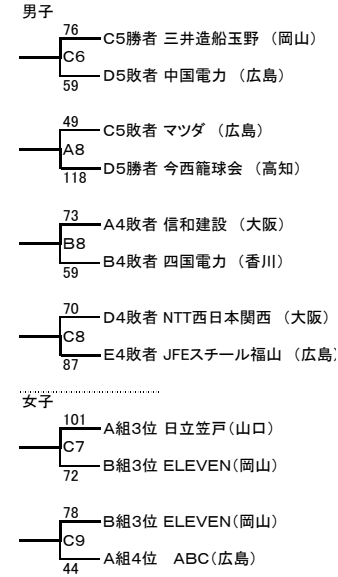 男子
76
C5勝者 三井造船玉野 （岡山）
C6
D5敗者 中国電力 （広島）
59
49
C5敗者 マツダ （広島）
A8
D5勝者 今西籠球会 （高知）
118
73
A4敗者 信和建設 （大阪）
B8
B4敗者 四国電力 （香川）
59
70
D4敗者 NTT西日本関西 （大阪）
C8
E4敗者 JFEスチール福山 （広島）
87
女子
101
A組3位 日立笠戸（山口）
C7
B組3位 ELEVEN（岡山）
72
78
B組3位 ELEVEN（岡山）
C9
A組4位 ABC（広島）
44